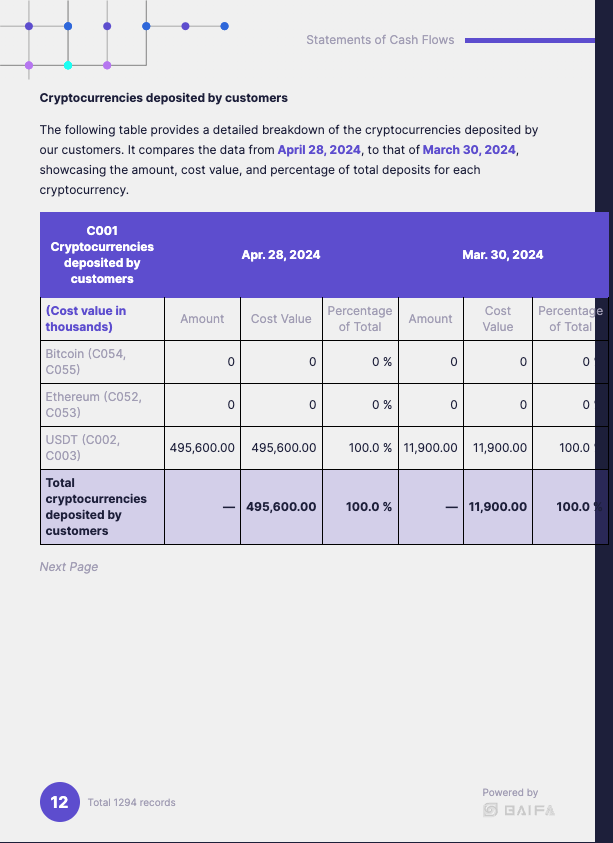 Statements of Cash Flows
Cryptocurrencies deposited by customers
The following table provides a detailed breakdown of the cryptocurrencies deposited by
our customers. It compares the data from April 28, 2024, to that of March 30, 2024,
showcasing the amount, cost value, and percentage of total deposits for each
cryptocurrency.
C001
Cryptocurrencies
deposited by
customers
Apr. 28, 2024
Mar. 30, 2024
(Cost value in
thousands)
Amount
Cost Value
Percentage
of Total
Amount
Cost
Value
Percentage
of Total
Bitcoin (C054,
C055)
0
0
0 %
0
0
0 %
Ethereum (C052,
C053)
0
0
0 %
0
0
0 %
USDT (C002,
C003)
495,600.00
495,600.00
100.0 %
11,900.00
11,900.00
100.0 %
Total
cryptocurrencies
deposited by
customers
—
495,600.00
100.0 %
—
11,900.00
100.0 %
Next Page
12
Total 1294 records
Powered by
BAIFA